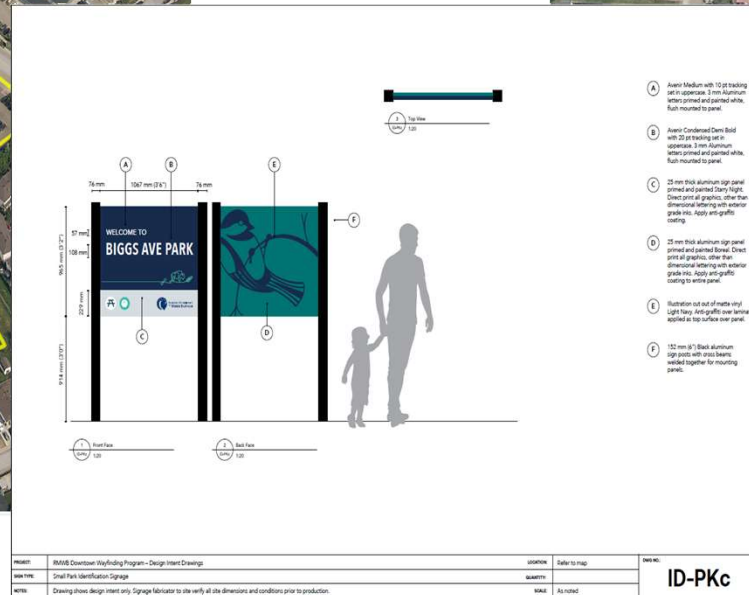 3 Top View
1:20
A
Avenir Medium with 10 pt tracking
set in uppercase. 3 mm Aluminum
letters primed and painted white,
flush mounted to panel.
B
Avenir Condensed Demi Bold
with 20 pt tracking set in
uppercase. 3 mm Aluminum
letters primed and painted white,
flush mounted to panel.
C
25 mm thick aluminum sign panel
primed and painted Starry Night.
Direct print all graphics, other than
dimensional lettering with exterior
grade inks. Apply anti-graffiti
coating.
D
25 mm thick aluminum sign panel
primed and painted Boreal. Direct
print all graphics, other than
dimensional lettering with exterior
grade inks. Apply anti-graffiti
coating to entire panel.
E
Illustration cut out of matte vinyl
Light Navy. Anti-graffiti over lamina
applied as top surface over panel.
F
152 mm (6") Black aluminum
sign posts with cross beams
welded together for mounting
panels.
A B E
76 mm 1067 mm (3'6") 76 mm
F
57 mm
108 mm
965 mm (3'2")
229 mm
914 mm (3'0")
WELCOME TO
BIGGS AVE PARK
C D
1 Front Face
1:20
2 Back Face
1:20
PROJECT: RMWB Downtown Wayfinding Program – Design Intent Drawings
LOCATION Refer to map
DWG NO.:
SIGN TYPE: Small Park Identification Signage
QUANTITY:
ID-PKc
NOTES: Drawing shows design intent only. Signage fabricator to site verify all site dimensions and conditions prior to production.
SCALE As noted